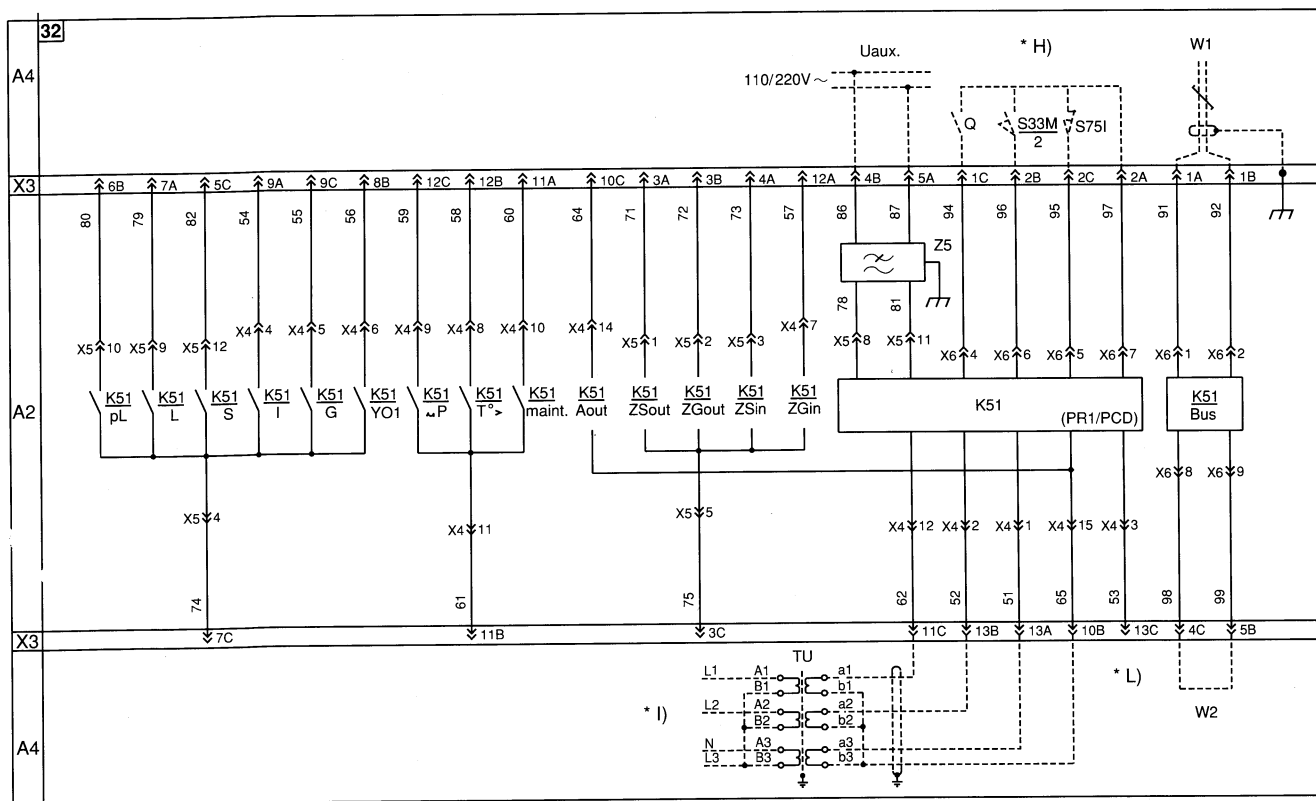 32
A4
Uaux.
110/220V ~
* H)
W1
Q
S33M
2
S75I
X3
6B 7A 5C 9A 9C 8B 12C 12B 11A 10C 3A 3B 4A 12A 4B 5A 1C 2B 2C 2A 1A 1B
80 79 82 54 55 56 59 58 60 64 71 72 73 57 86 87 94 96 95 97 91 92
Z5
78 81
X4 4 X4 5 X4 6 X4 9 X4 8 X4 10 X4 14 X4 7
X5 10 X5 9 X5 12 X5 1 X5 2 X5 3 X5 8 X5 11 X6 4 X6 6 X6 5 X6 7 X6 1 X6 2
A2
K51 K51 K51 K51 K51 K51 K51 K51 K51 K51 K51 K51 K51 K51 K51 K51
pL L S I G YO1 P T°> maint. Aout ZSout ZGout ZSin ZGin (PR1/PCD) Bus
X6 8 X6 9
X5 4 X4 11 X5 5 X4 12 X4 2 X4 1 X4 15 X4 3
74 61 75 62 52 51 65 53 98 99
X3
7C 11B 3C 11C 13B 13A 10B 13C 4C 5B
TU
* L)
L1 A1 a1
B1 b1
* I)
L2 A2 a2
B2 b2
W2
A4
N A3 a3
L3 B3 b3